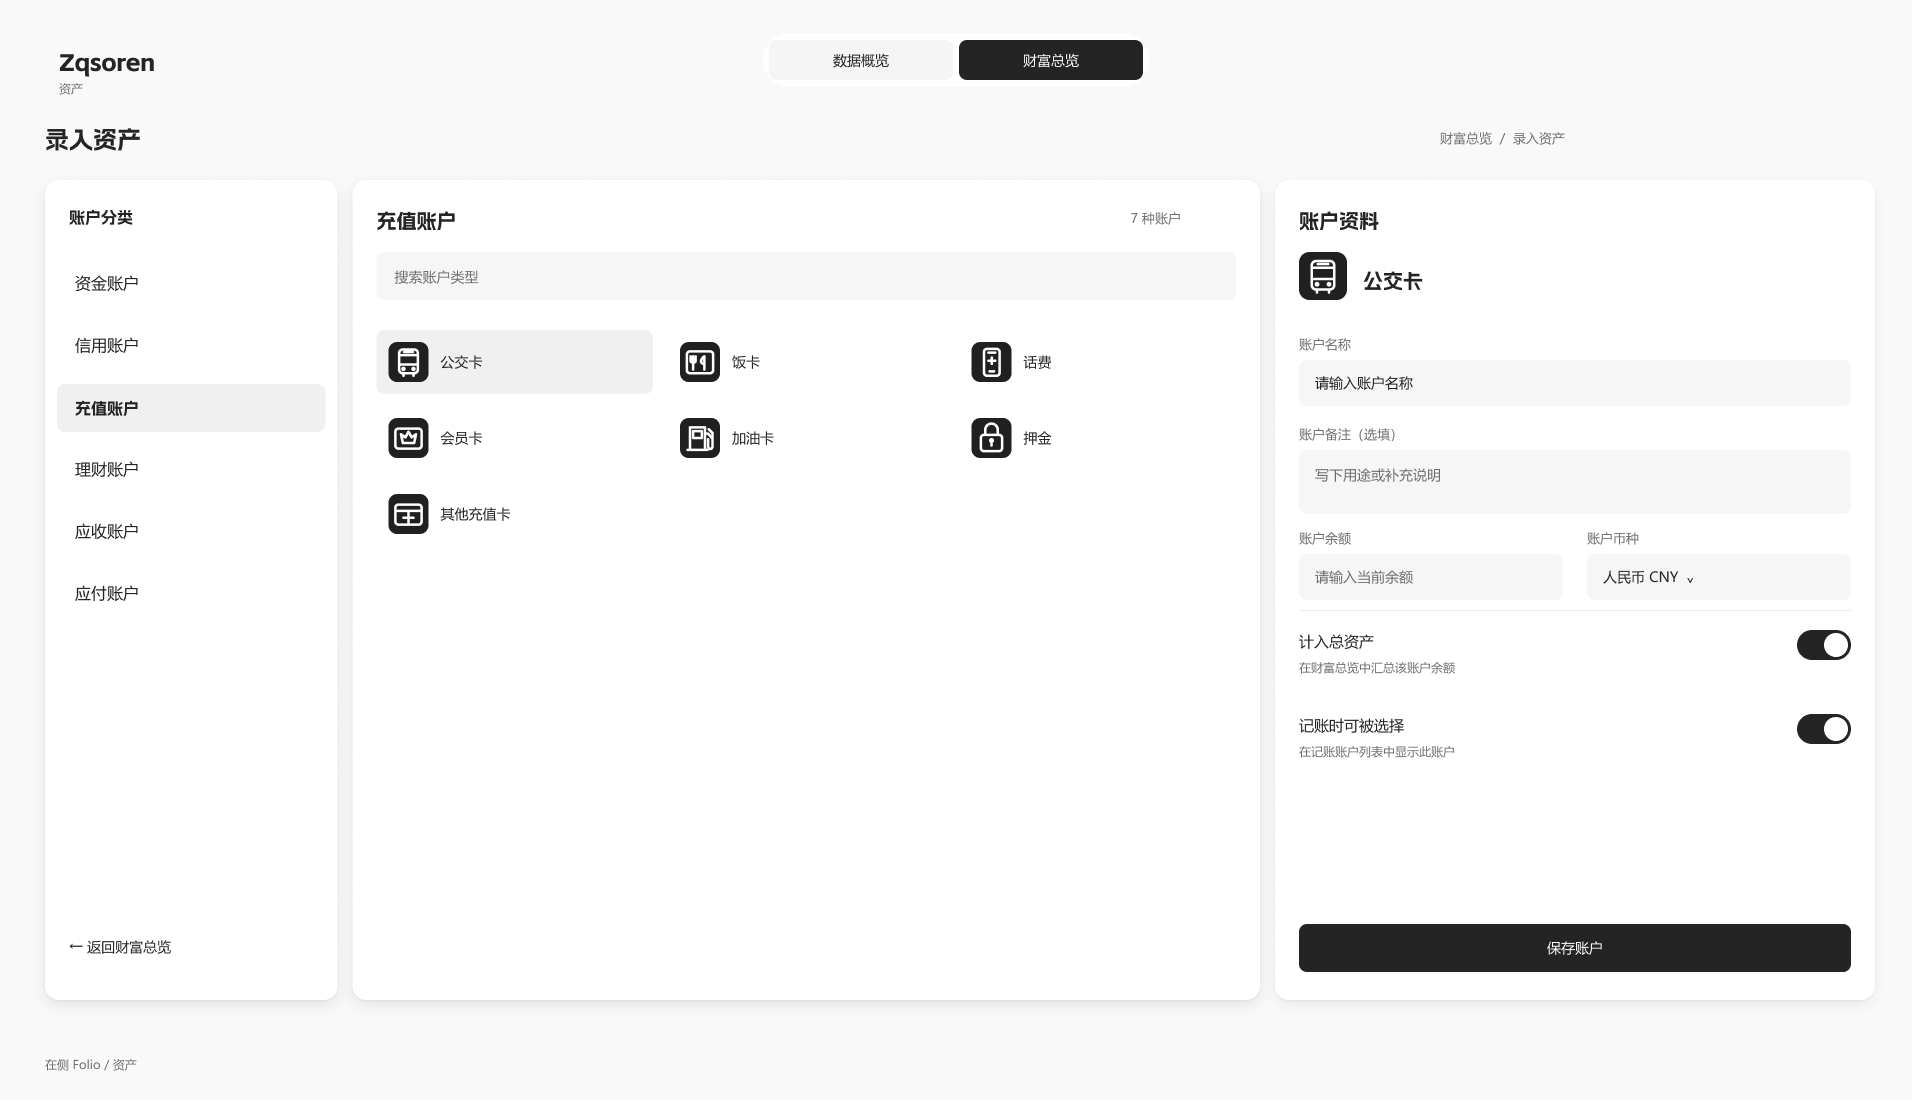 Zqsoren
资产
数据概览
财富总览
录入资产
财富总览 / 录入资产
账户分类
资金账户
信用账户
充值账户
理财账户
应收账户
应付账户
← 返回财富总览
充值账户
7 种账户
搜索账户类型
公交卡
饭卡
话费
会员卡
加油卡
押金
其他充值卡
账户资料
公交卡
账户名称
请输入账户名称
账户备注（选填）
写下用途或补充说明
账户余额
账户币种
请输入当前余额
人民币 CNY
计入总资产
在财富总览中汇总该账户余额
记账时可被选择
在记账账户列表中显示此账户
保存账户
在侧 Folio / 资产